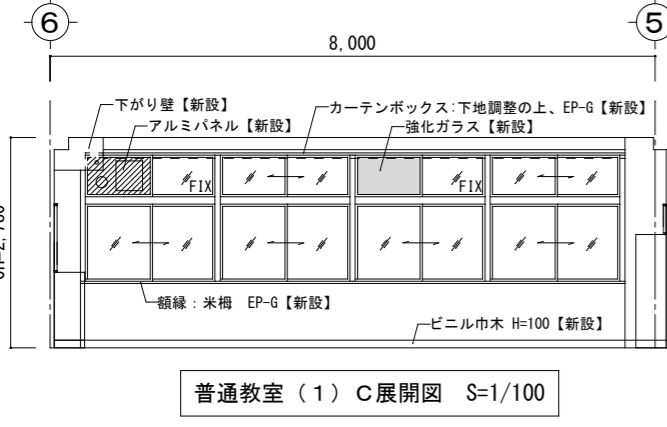 ⑥
⑤
8,000
下がり壁【新設】
カーテンボックス:下地調整の上、EP-G【新設】
アルミパネル【新設】
強化ガラス【新設】
FIX
FIX
額縁：米栂 EP-G【新設】
ビニル巾木 H=100【新設】
普通教室（1）C展開図 S=1/100